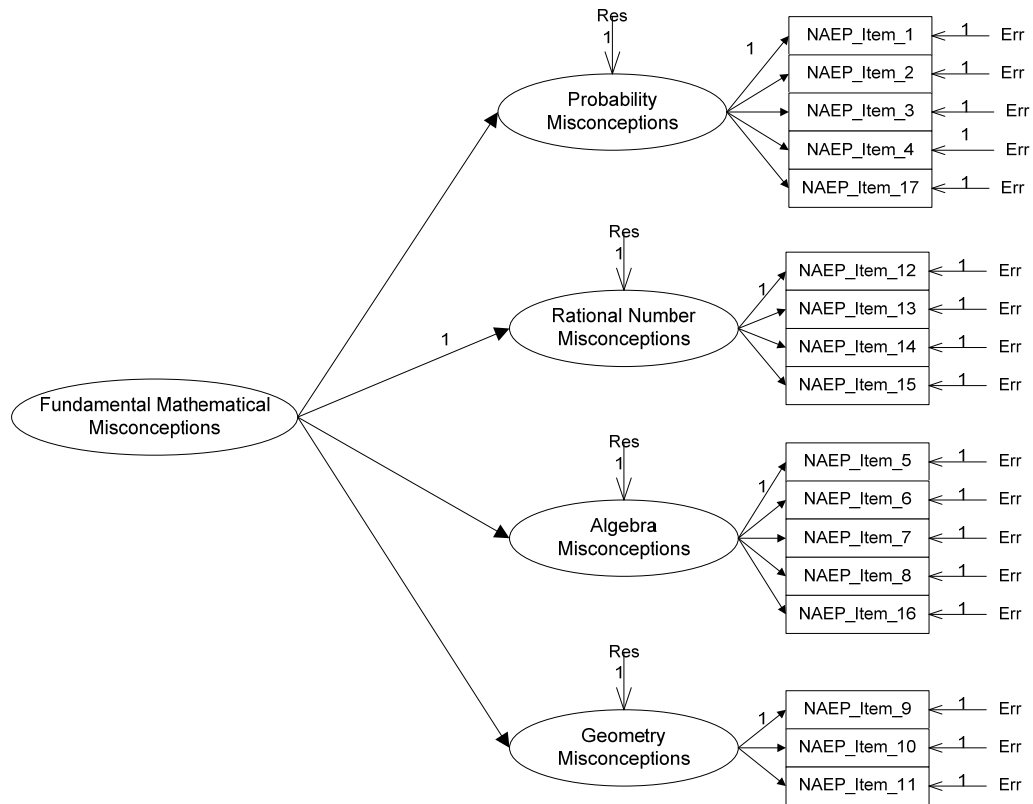 Res
1
Probability
Misconceptions
1
NAEP_Item_1
1
Err
NAEP_Item_2
1
Err
NAEP_Item_3
1
Err
NAEP_Item_4
1
Err
NAEP_Item_17
1
Err
Res
1
Rational Number
Misconceptions
1
1
NAEP_Item_12
1
Err
NAEP_Item_13
1
Err
NAEP_Item_14
1
Err
NAEP_Item_15
1
Err
Fundamental Mathematical
Misconceptions
Res
1
Algebra
Misconceptions
1
NAEP_Item_5
1
Err
NAEP_Item_6
1
Err
NAEP_Item_7
1
Err
NAEP_Item_8
1
Err
NAEP_Item_16
1
Err
Res
1
Geometry
Misconceptions
1
NAEP_Item_9
1
Err
NAEP_Item_10
1
Err
NAEP_Item_11
1
Err